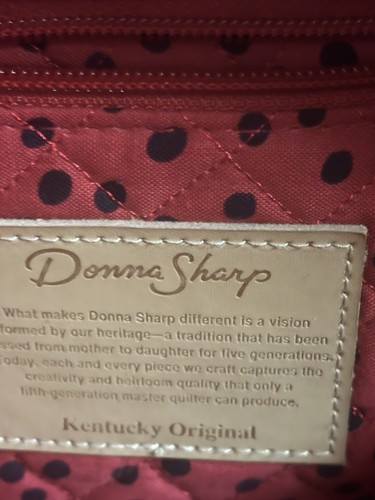 Donna Sharp
What makes Donna Sharp different is a vision
formed by our heritage—a tradition that has been
ssed from mother to daughter for five generations.
oday, each and every piece we craft captures the
creativity and heirloom quality that only a
fifth-generation master quilter can produce.
Kentucky Original